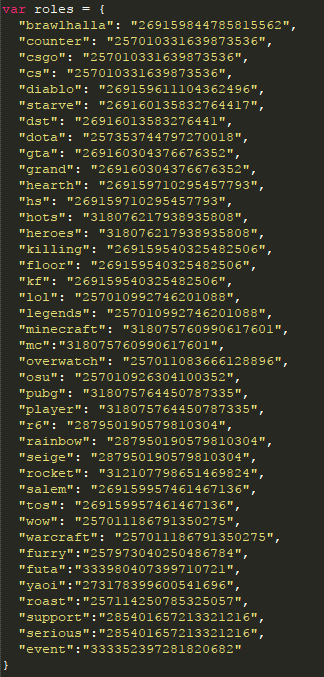 var roles = {
"brawlhalla": "269159844785815562",
"counter": "257010331639873536",
"csgo": "257010331639873536",
"cs": "257010331639873536",
"diablo": "269159611104362496",
"starve": "269160135832764417",
"dst": "26916013583276441",
"dota": "257353744797270018",
"gta": "269160304376676352",
"grand": "269160304376676352",
"hearth": "269159710295457793",
"hs": "269159710295457793",
"hots": "318076217938935808",
"heroes": "318076217938935808",
"killing": "269159540325482506",
"floor": "269159540325482506",
"kf": "269159540325482506",
"lol": "257010992746201088",
"legends": "257010992746201088",
"minecraft": "318075760990617601",
"mc":"318075760990617601",
"overwatch": "257011083666128896",
"osu": "257010926304100352",
"pubg": "318075764450787335",
"player": "318075764450787335",
"r6": "287950190579810304",
"rainbow": "287950190579810304",
"seige": "287950190579810304",
"rocket": "312107798651469824",
"salem": "269159957461467136",
"tos": "269159957461467136",
"wow": "257011186791350275",
"warcraft": "257011186791350275",
"furry":"257973040250486784",
"futa":"333980407399710721",
"yaoi":"273178399600541696",
"roast":"257114250785325057",
"support":"285401657213321216",
"serious":"285401657213321216",
"event":"333352397281820682"
}